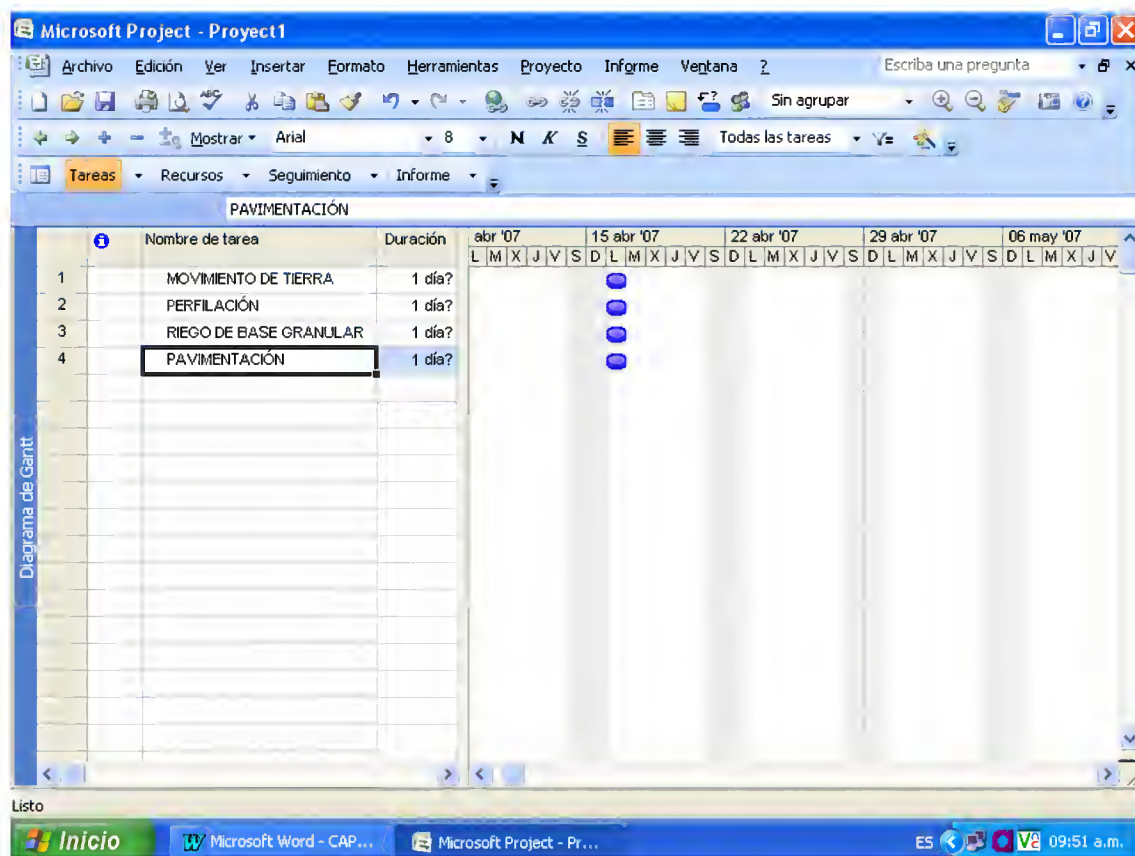 Microsoft Project - Proyect1
Archivo Edición Ver Insertar Formato Herramientas Proyecto Informe Ventana ? Escriba una pregunta
Sin agrupar
Mostrar Arial 8 N K S Todas las tareas
Tareas Recursos Seguimiento Informe
PAVIMENTACIÓN
Nombre de tarea Duración abr '07 15 abr '07 22 abr '07 29 abr '07 06 may '07
L M X J V S D L M X J V S D L M X J V S D L M X J V S D L M X J V
1 MOVIMIENTO DE TIERRA 1 día?
2 PERFILACIÓN 1 día?
3 RIEGO DE BASE GRANULAR 1 día?
4 PAVIMENTACIÓN 1 día?
Diagrama de Gantt
Listo
Inicio Microsoft Word - CAP... Microsoft Project - Pr... ES 09:51 a.m.